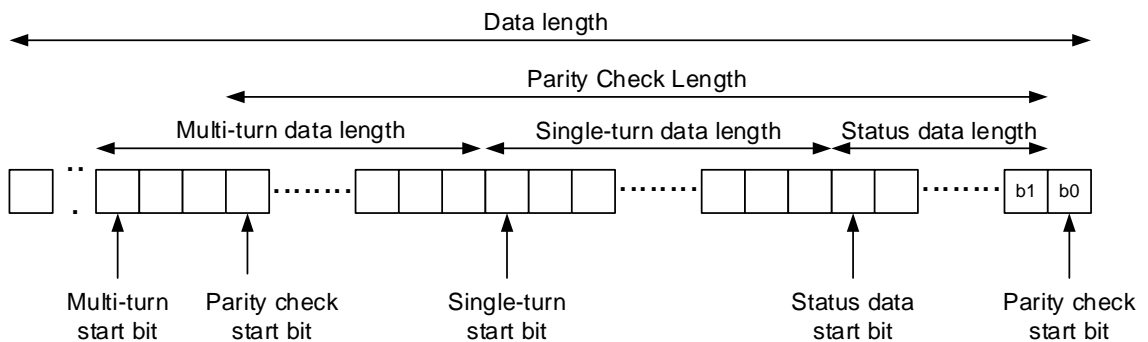 Data length
Parity Check Length
Multi-turn data length Single-turn data length Status data length
b1 b0
Multi-turn start bit
Parity check start bit
Single-turn start bit
Status data start bit
Parity check start bit